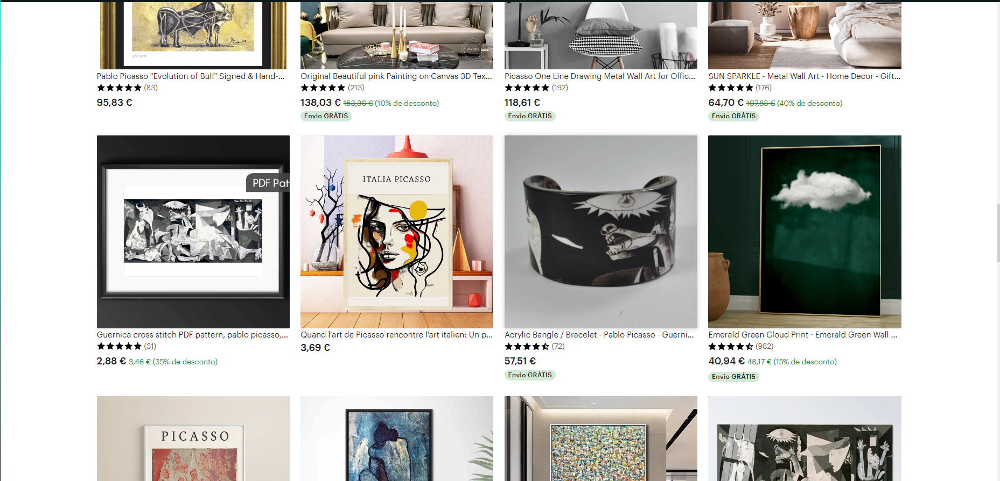 25/300
Picasso
SINGER
Pablo Picasso "Evolution of Bull" Signed & Hand-...
(83)
95,83 €
Original Beautiful pink Painting on Canvas 3D Tex...
(213)
138,03 € 153,36 € (10% de desconto)
Envio GRÁTIS
Picasso One Line Drawing Metal Wall Art for Offic...
(192)
118,61 €
Envio GRÁTIS
SUN SPARKLE - Metal Wall Art - Home Decor - Gift...
(176)
64,70 € 107,83 € (40% de desconto)
Envio GRÁTIS
PDF Pat
Guernica cross stitch PDF pattern, pablo picasso,...
(31)
2,88 € 3,46 € (35% de desconto)
ITALIA PICASSO
Quand l'art de Picasso rencontre l'art italien: Un p...
3,69 €
Acrylic Bangle / Bracelet - Pablo Picasso - Guerni...
(72)
57,51 €
Envio GRÁTIS
Emerald Green Cloud Print · Emerald Green Wall ...
(982)
40,94 € 48,17 € (15% de desconto)
Envio GRÁTIS
PICASSO